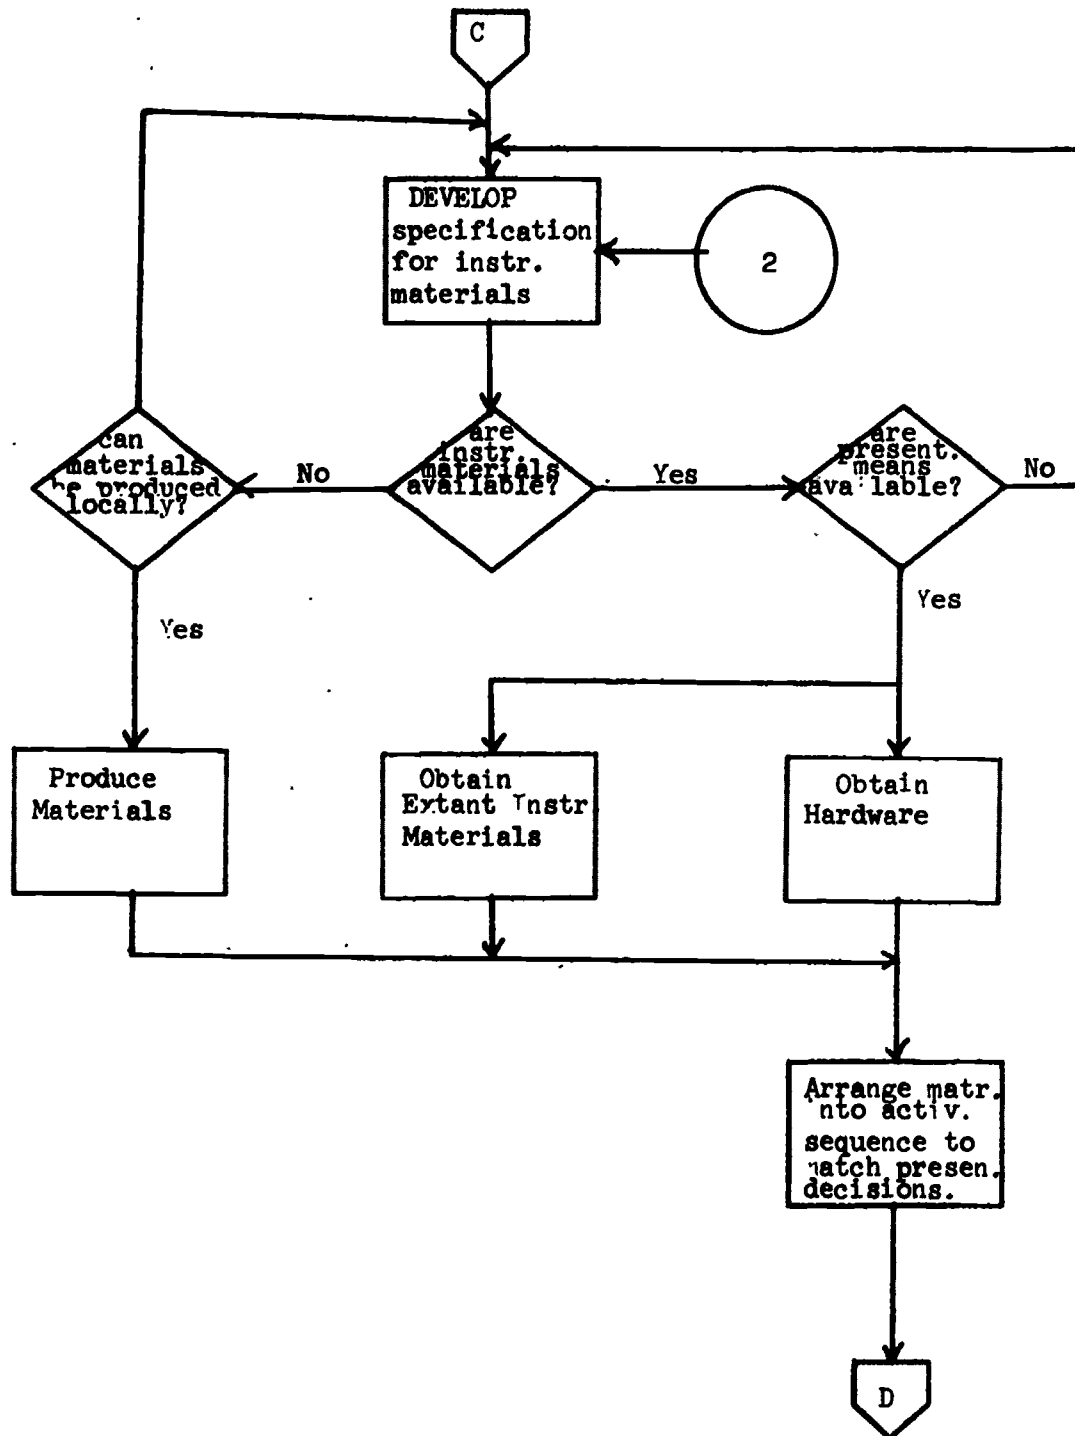 C
DEVELOP
specification
for instr.
materials
2
can
materials
be produced
locally?
No
are
instr.
materials
available?
Yes
are
present.
means
available?
No
Yes
Yes
Produce
Materials
Obtain
Extant Instr
Materials
Obtain
Hardware
Arrange matr.
into activ.
sequence to
match presen.
decisions.
D